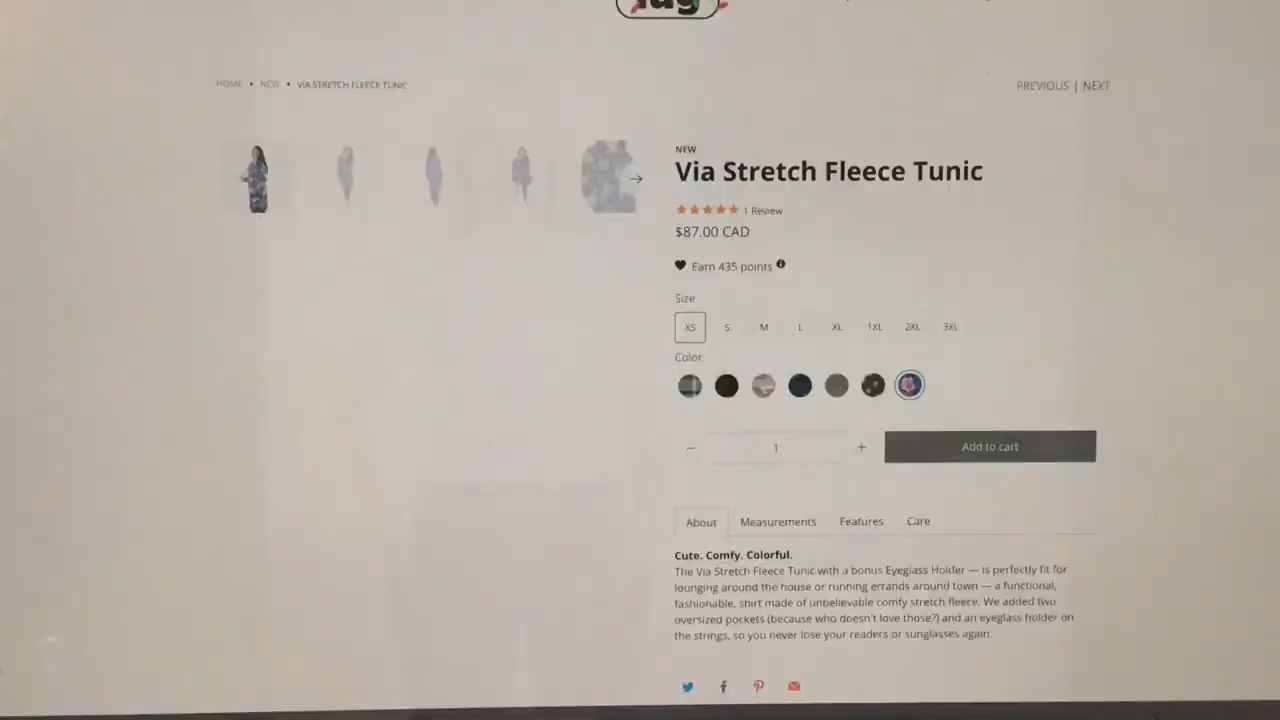 lug
HOME • NEW • VIA STRETCH FLEECE TUNIC
PREVIOUS | NEXT
NEW
Via Stretch Fleece Tunic
1 Review
$87.00 CAD
Earn 435 points
Size
XS S M L XL 1XL 2XL 3XL
Color
1
Add to cart
About Measurements Features Care
Cute. Comfy. Colorful.
The Via Stretch Fleece Tunic with a bonus Eyeglass Holder — is perfectly fit for
lounging around the house or running errands around town — a functional,
fashionable, shirt made of unbelievable comfy stretch fleece. We added two
oversized pockets (because who doesn't love those?) and an eyeglass holder on
the strings, so you never lose your readers or sunglasses again.